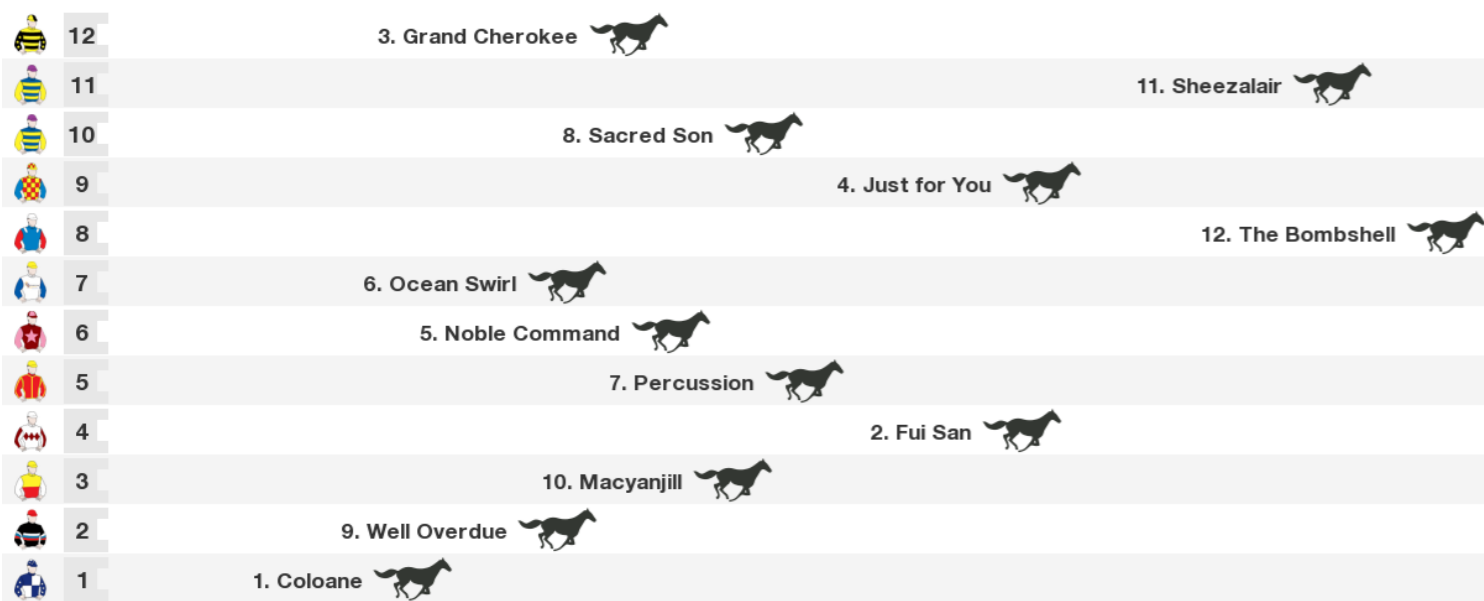 12 3. Grand Cherokee
11 11. Sheezalair
10 8. Sacred Son
9 4. Just for You
8 12. The Bombshell
7 6. Ocean Swirl
6 5. Noble Command
5 7. Percussion
4 2. Fui San
3 10. Macyanjill
2 9. Well Overdue
1 1. Coloane